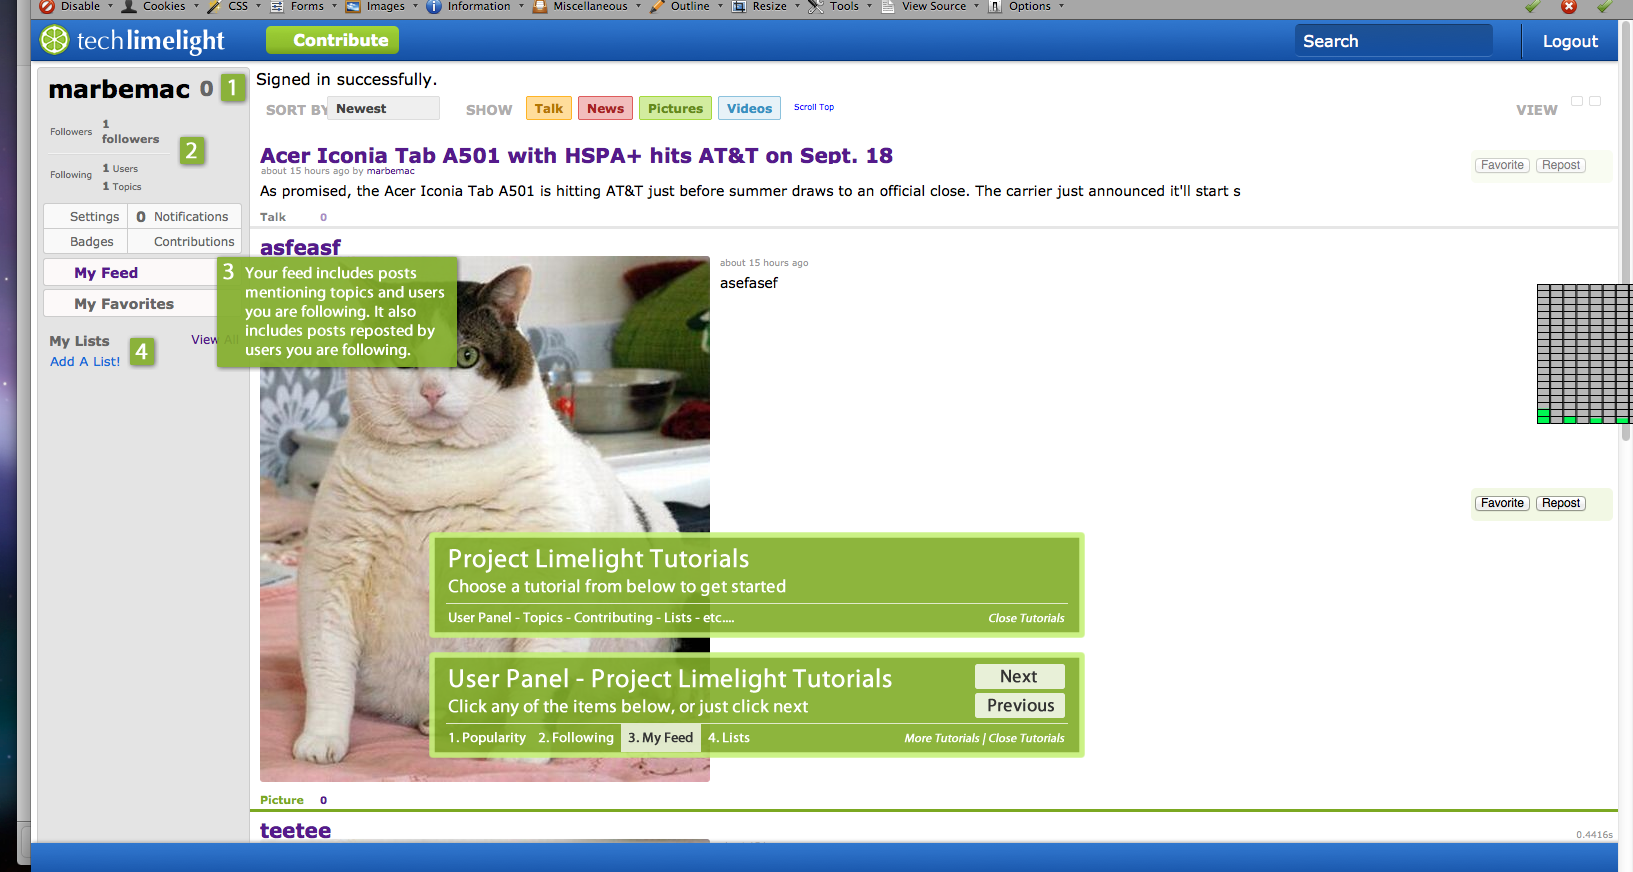 Disable Cookies CSS Forms Images Information Miscellaneous Outline Resize Tools View Source Options
techlimelight Contribute Search Logout
marbemac 0 1
Followers 1 followers
2
Following 1 Users
1 Topics
Settings 0 Notifications
Badges Contributions
My Feed
My Favorites
My Lists View All
Add A List! 4
Signed in successfully.
SORT BY Newest SHOW Talk News Pictures Videos Scroll Top VIEW
Acer Iconia Tab A501 with HSPA+ hits AT&T on Sept. 18
about 15 hours ago by marbemac
Favorite Repost
As promised, the Acer Iconia Tab A501 is hitting AT&T just before summer draws to an official close. The carrier just announced it'll start s
Talk 0
asfeasf
about 15 hours ago
asefasef
3 Your feed includes posts
mentioning topics and users
you are following. It also
includes posts reposted by
users you are following.
Favorite Repost
Project Limelight Tutorials
Choose a tutorial from below to get started
User Panel - Topics - Contributing - Lists - etc.... Close Tutorials
User Panel - Project Limelight Tutorials Next
Click any of the items below, or just click next Previous
1. Popularity 2. Following 3. My Feed 4. Lists More Tutorials | Close Tutorials
Picture 0
teetee
0.4416s